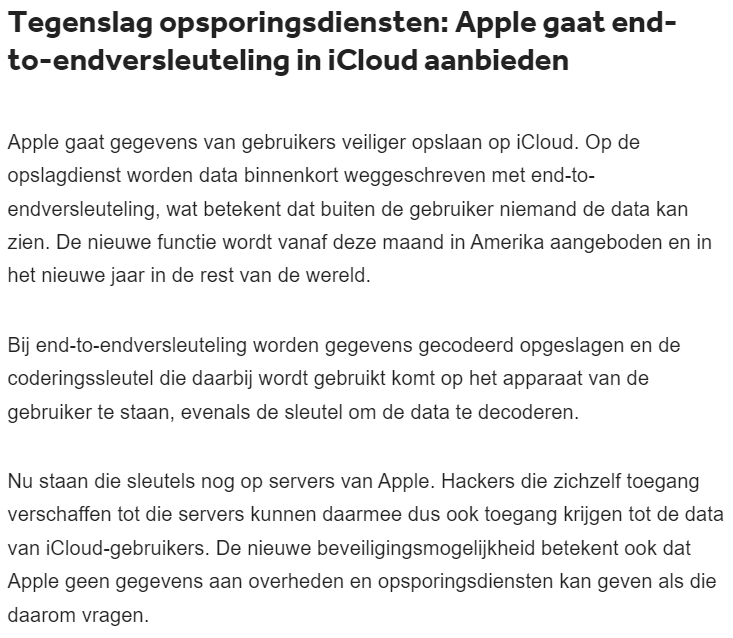 Tegenslag opsporingsdiensten: Apple gaat end-
to-endversleuteling in iCloud aanbieden
Apple gaat gegevens van gebruikers veiliger opslaan op iCloud. Op de
opslagdienst worden data binnenkort weggeschreven met end-to-
endversleuteling, wat betekent dat buiten de gebruiker niemand de data kan
zien. De nieuwe functie wordt vanaf deze maand in Amerika aangeboden en in
het nieuwe jaar in de rest van de wereld.
Bij end-to-endversleuteling worden gegevens gecodeerd opgeslagen en de
coderingssleutel die daarbij wordt gebruikt komt op het apparaat van de
gebruiker te staan, evenals de sleutel om de data te decoderen.
Nu staan die sleutels nog op servers van Apple. Hackers die zichzelf toegang
verschaffen tot die servers kunnen daarmee dus ook toegang krijgen tot de data
van iCloud-gebruikers. De nieuwe beveiligingsmogelijkheid betekent ook dat
Apple geen gegevens aan overheden en opsporingsdiensten kan geven als die
daarom vragen.